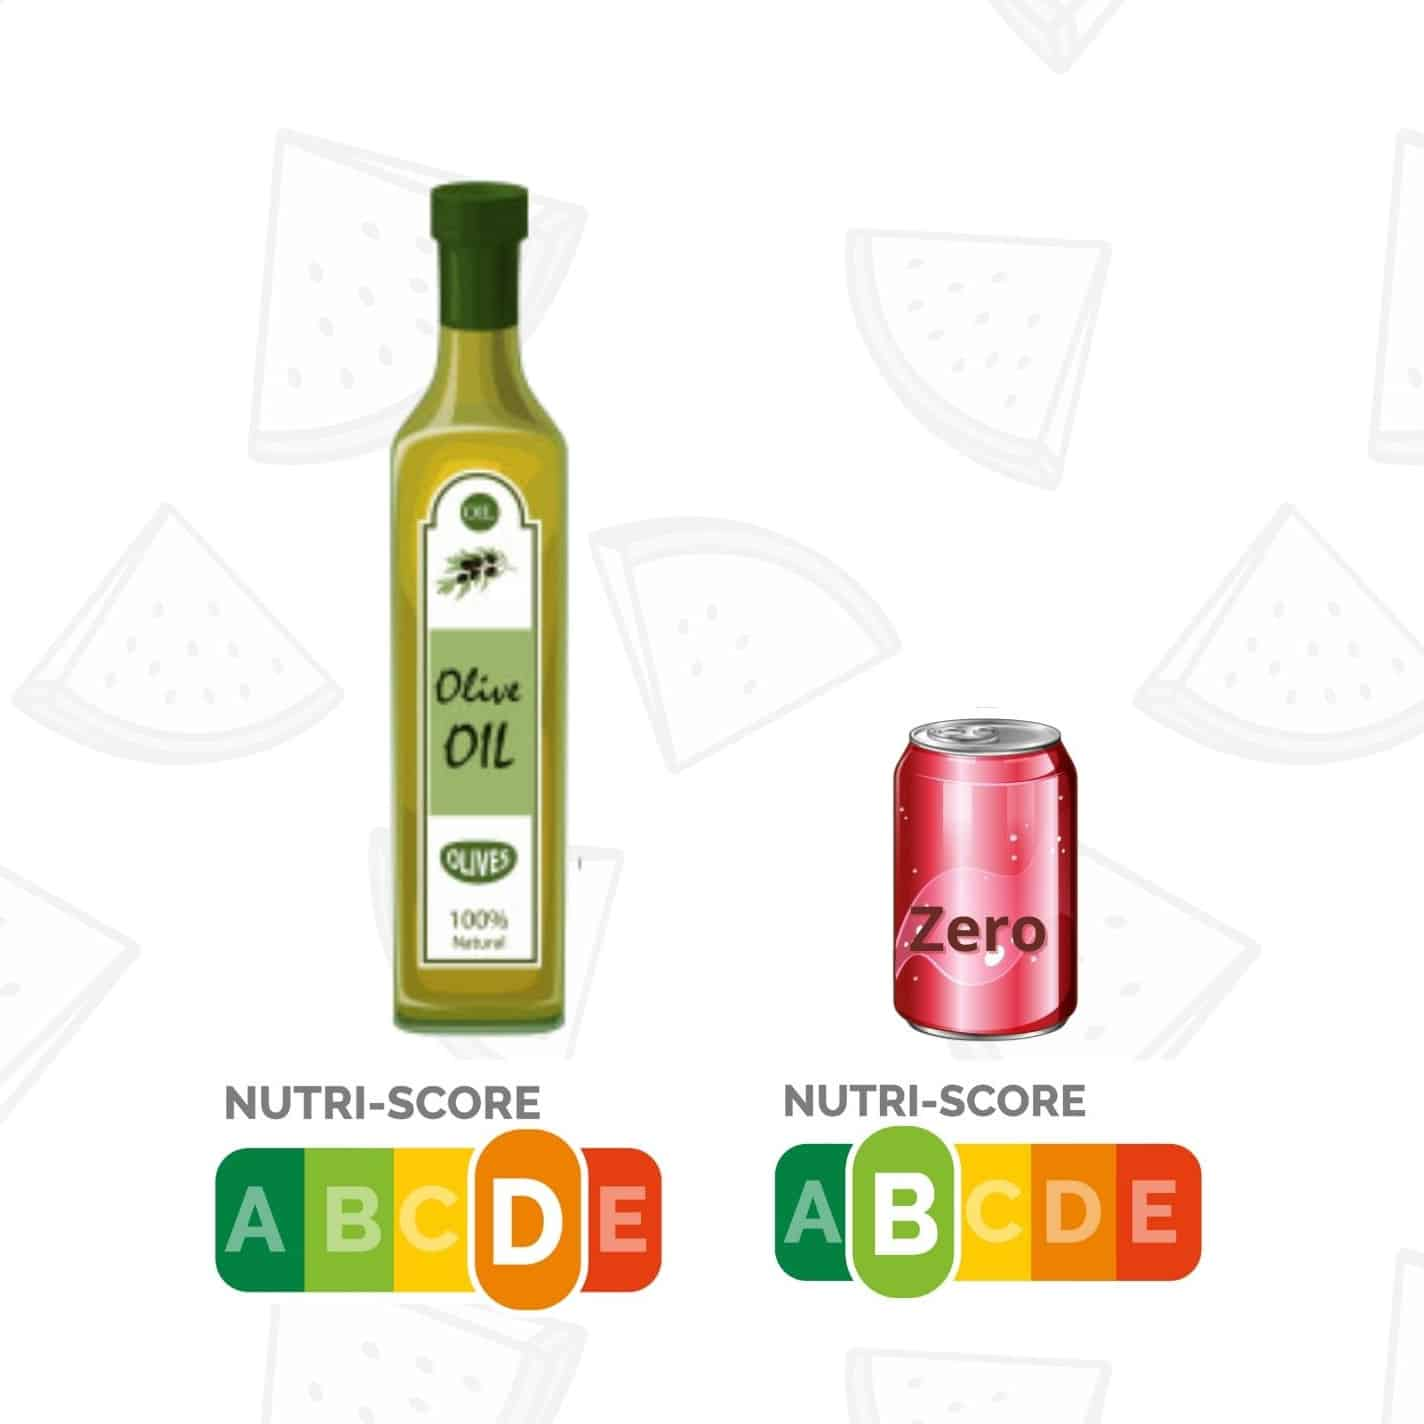 OIL
Olive
OIL
OLIVES
100%
Natural
Zero
NUTRI-SCORE
A B C D E
NUTRI-SCORE
A B C D E